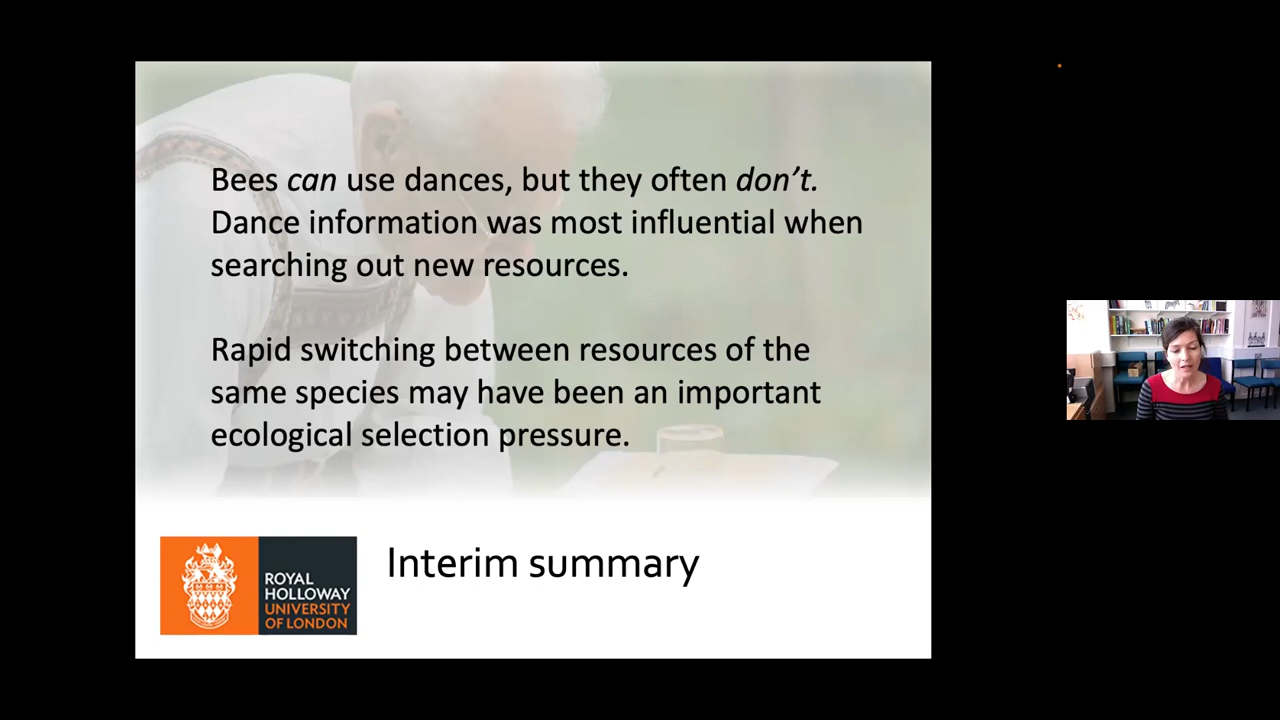 Bees can use dances, but they often don’t.
Dance information was most influential when
searching out new resources.
Rapid switching between resources of the
same species may have been an important
ecological selection pressure.
ROYAL
HOLLOWAY
UNIVERSITY
OF LONDON
Interim summary